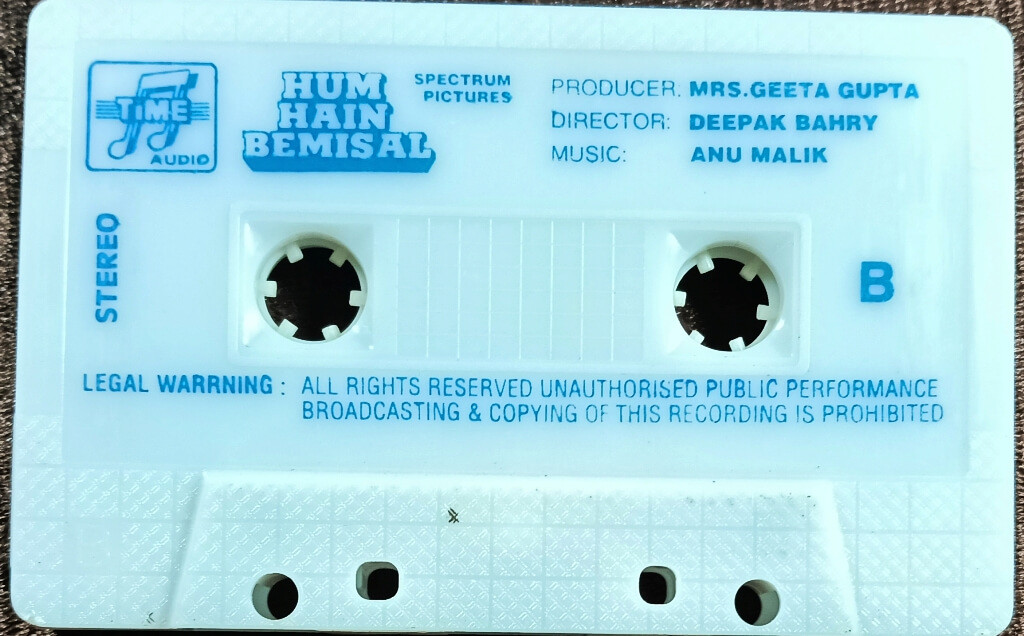 TIME
AUDIO
HUM
HAIN
BEMISAL
SPECTRUM
PICTURES
PRODUCER. MRS.GEETA GUPTA
DIRECTOR: DEEPAK BAHRY
MUSIC: ANU MALIK
STEREO
B
LEGAL WARRNING : ALL RIGHTS RESERVED UNAUTHORISED PUBLIC PERFORMANCE
BROADCASTING & COPYING OF THIS RECORDING IS PROHIBITED